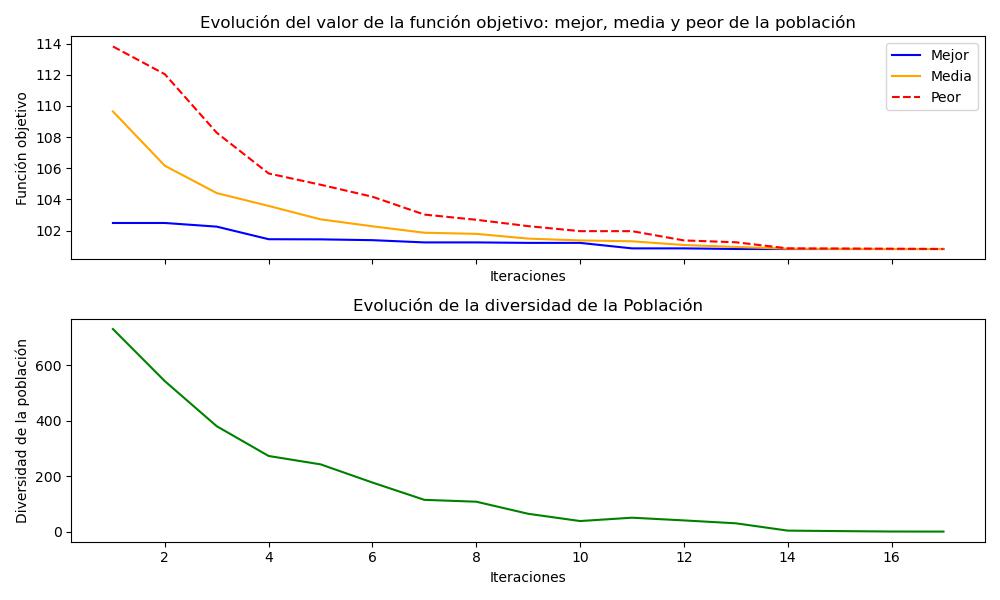 Evolución del valor de la función objetivo: mejor, media y peor de la población
114
112
110
108
106
104
102
Función objetivo
Mejor
Media
Peor
Iteraciones
Evolución de la diversidad de la Población
600
400
200
0
Diversidad de la población
2 4 6 8 10 12 14 16
Iteraciones